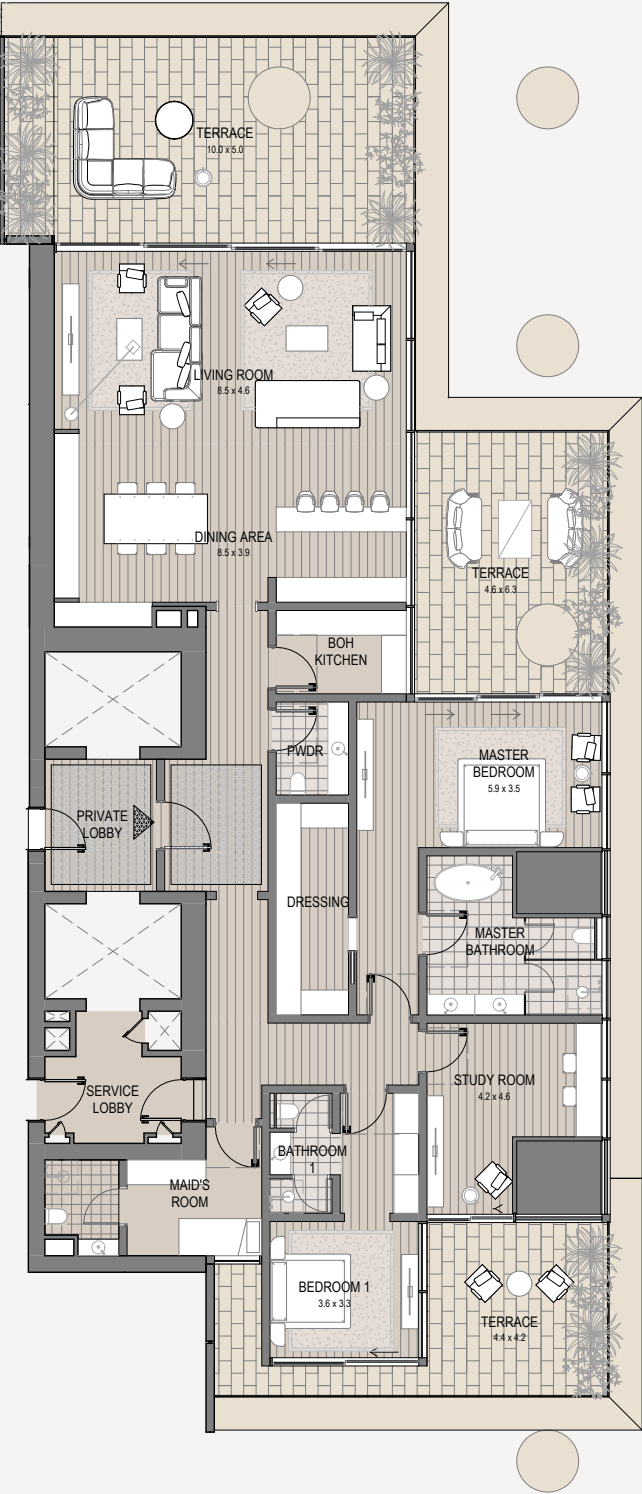 TERRACE
10.0 x 5.0
LIVING ROOM
8.5 x 4.6
DINING AREA
8.5 x 3.9
TERRACE
4.6 x 6.3
BOH
KITCHEN
PWDR
MASTER
BEDROOM
5.9 x 3.5
PRIVATE
LOBBY
DRESSING
MASTER
BATHROOM
STUDY ROOM
4.2 x 4.6
SERVICE
LOBBY
BATHROOM
1
MAID'S
ROOM
BEDROOM 1
3.6 x 3.3
TERRACE
4.4 x 4.2